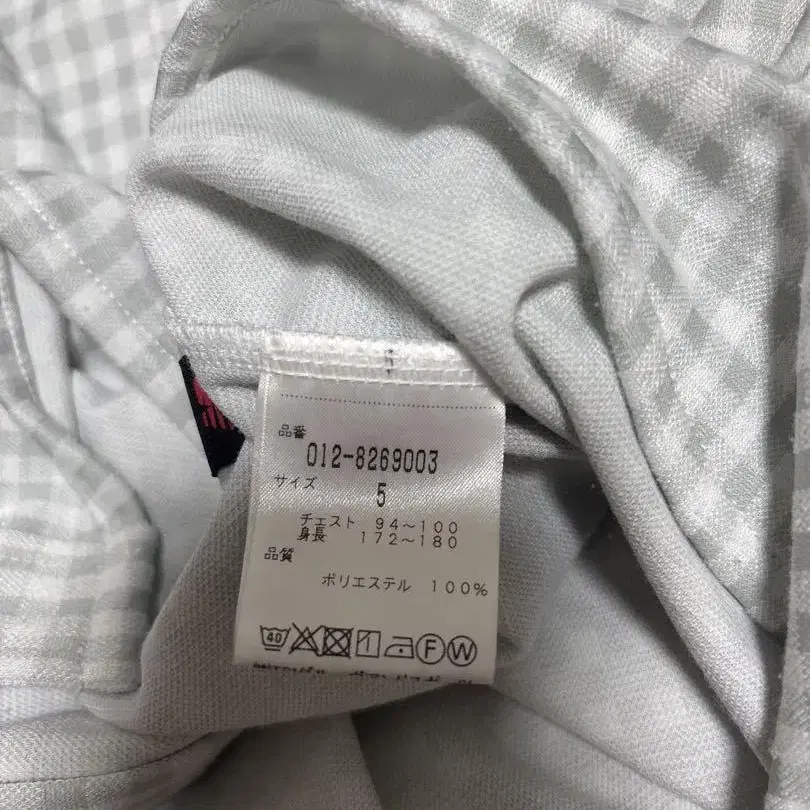 品番
012-8269003
サイズ
5
チェスト 94～100
身長 172～180
品質
ポリエステル 100%
40 F W